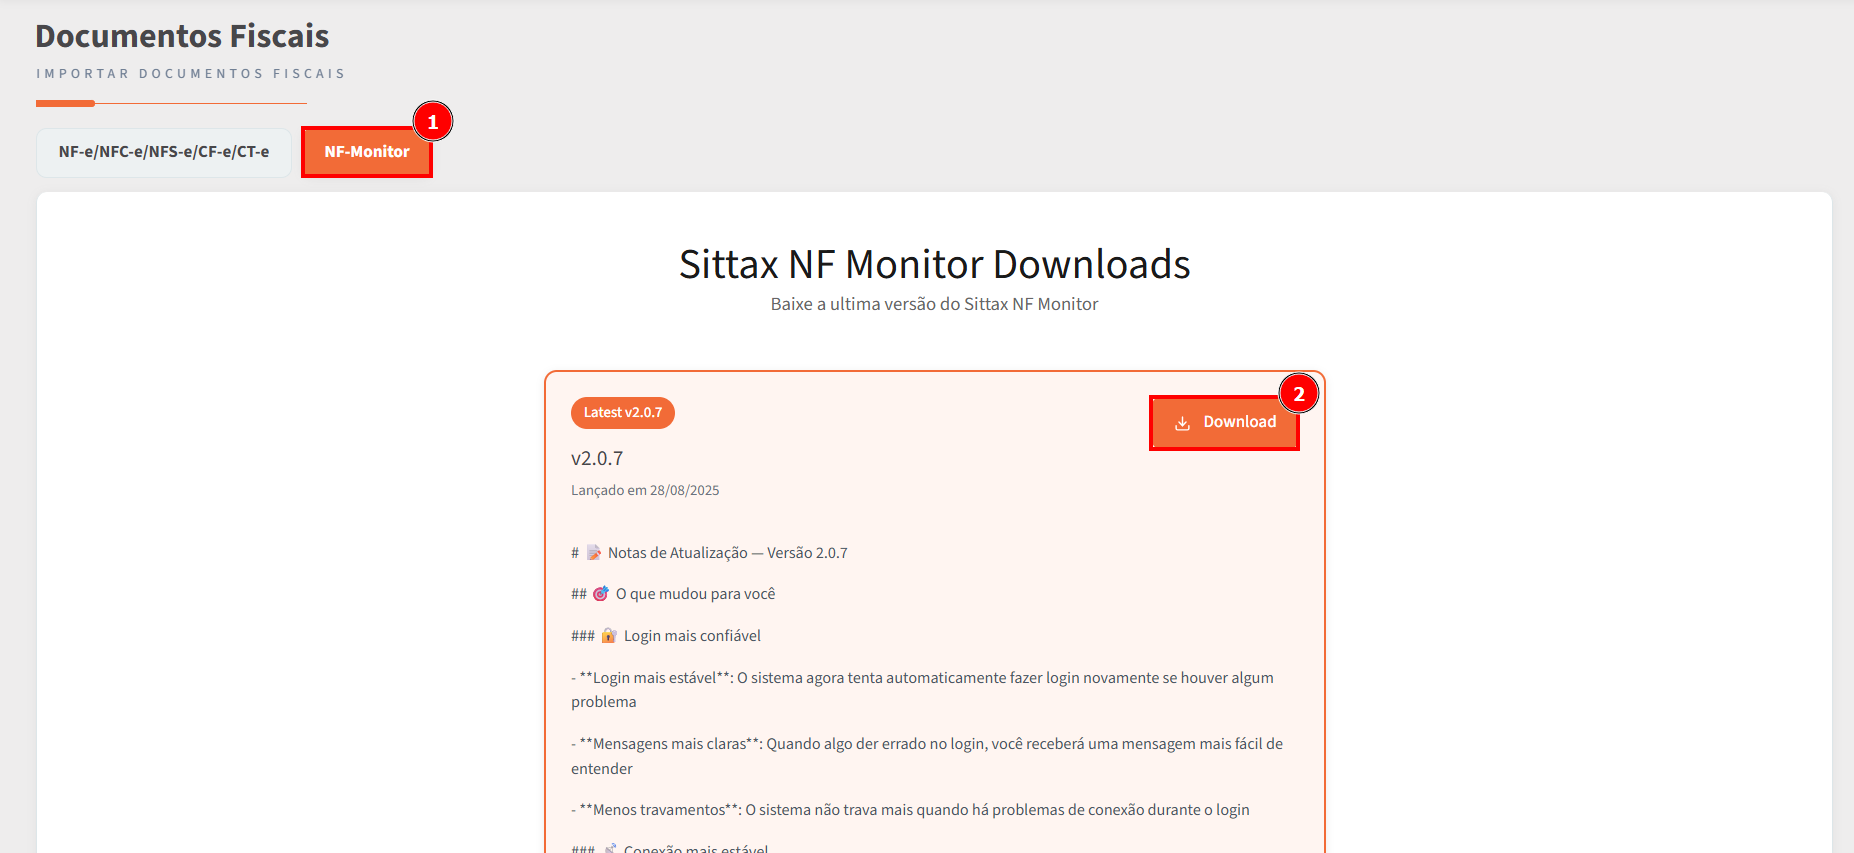 Documentos Fiscais
IMPORTAR DOCUMENTOS FISCAIS
NF-e/NFC-e/NFS-e/CF-e/CT-e
NF-Monitor
1
Sittax NF Monitor Downloads
Baixe a ultima versão do Sittax NF Monitor
Latest v2.0.7
Download
2
v2.0.7
Lançado em 28/08/2025
# 📝 Notas de Atualização — Versão 2.0.7
## 🎯 O que mudou para você
### 🔐 Login mais confiável
- **Login mais estável**: O sistema agora tenta automaticamente fazer login novamente se houver algum
problema
- **Mensagens mais claras**: Quando algo der errado no login, você receberá uma mensagem mais fácil de
entender
- **Menos travamentos**: O sistema não trava mais quando há problemas de conexão durante o login
### 📡 Conexão mais estável